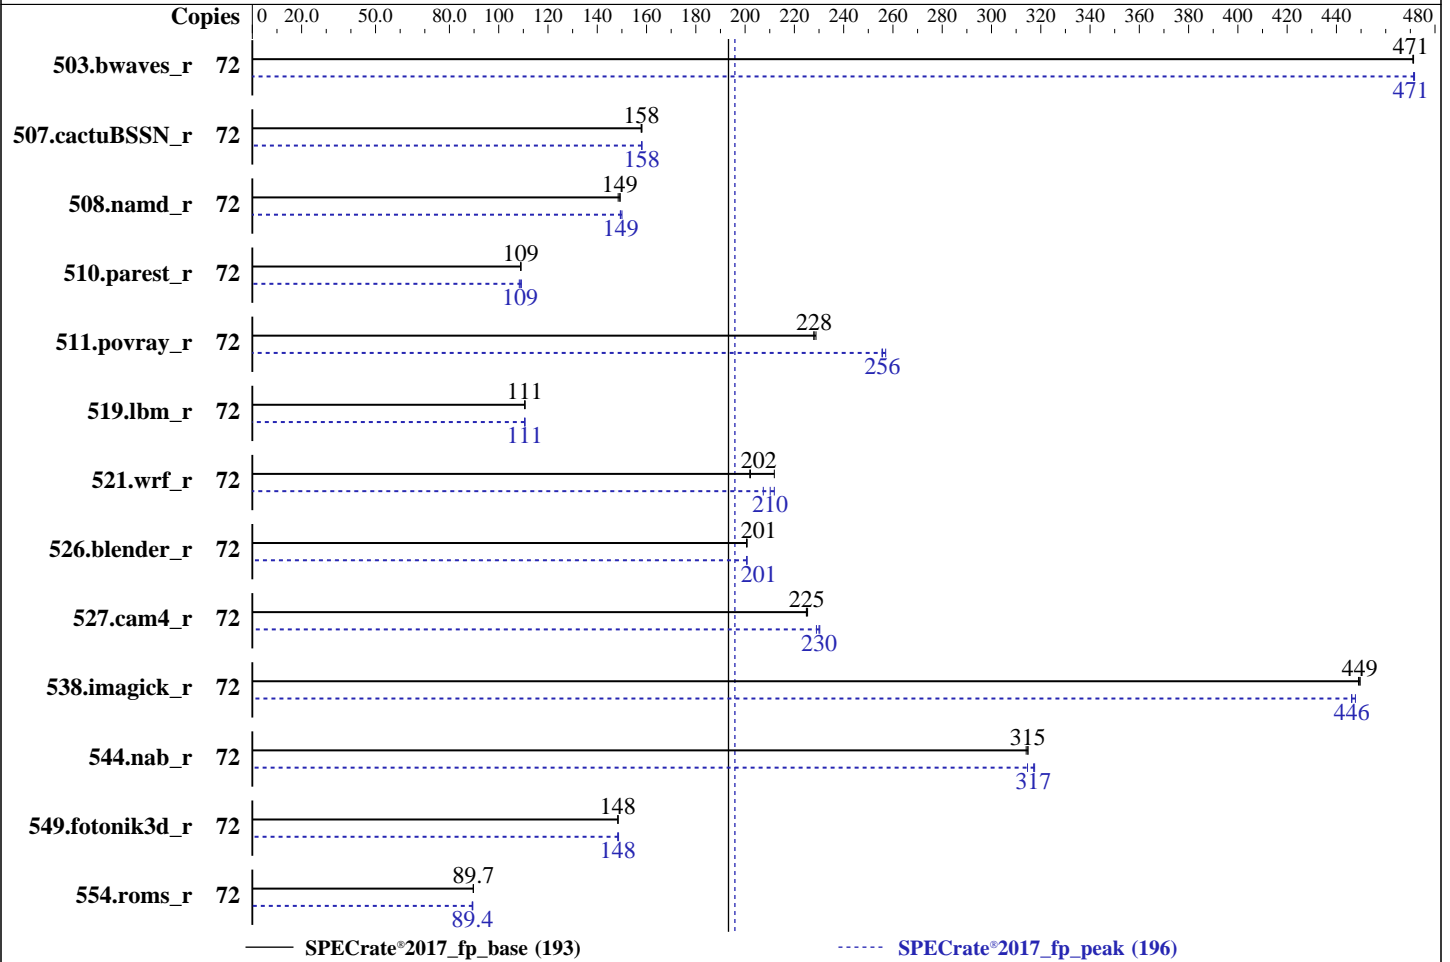 Copies 0 20.0 50.0 80.0 100 120 140 160 180 200 220 240 260 280 300 320 340 360 380 400 420 440 480
503.bwaves_r 72 471
471
507.cactuBSSN_r 72 158
158
508.namd_r 72 149
149
510.parest_r 72 109
109
511.povray_r 72 228
256
519.lbm_r 72 111
111
521.wrf_r 72 202
210
526.blender_r 72 201
201
527.cam4_r 72 225
230
538.imagick_r 72 449
446
544.nab_r 72 315
317
549.fotonik3d_r 72 148
148
554.roms_r 72 89.7
89.4
SPECrate®2017_fp_base (193) SPECrate®2017_fp_peak (196)